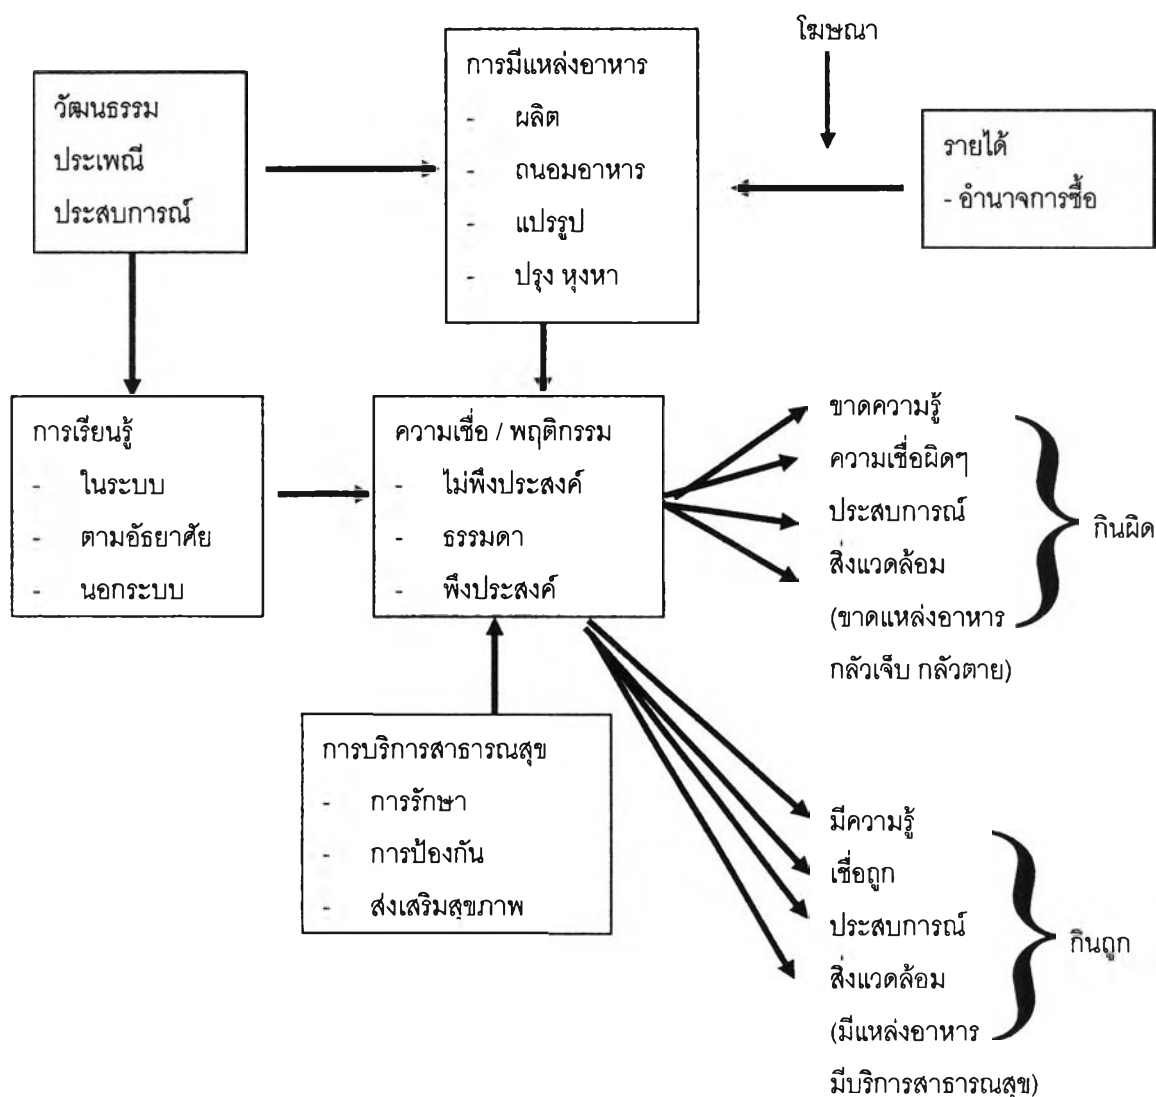 โฆษณา
วัฒนธรรม
ประเพณี
ประสบการณ์
การมีแหล่งอาหาร
- ผลิต
- ถนอมอาหาร
- แปรรูป
- ปรุง หุงหา
รายได้
- อำนาจการซื้อ
การเรียนรู้
- ในระบบ
- ตามอัธยาศัย
- นอกระบบ
ความเชื่อ / พฤติกรรม
- ไม่พึงประสงค์
- ธรรมดา
- พึงประสงค์
ขาดความรู้
ความเชื่อผิดๆ
ประสบการณ์
สิ่งแวดล้อม
(ขาดแหล่งอาหาร
กลัวเจ็บ กลัวตาย)
กินผิด
การบริการสาธารณสุข
- การรักษา
- การป้องกัน
- ส่งเสริมสุขภาพ
มีความรู้
เชื่อถูก
ประสบการณ์
สิ่งแวดล้อม
(มีแหล่งอาหาร
มีบริการสาธารณสุข)
กินถูก